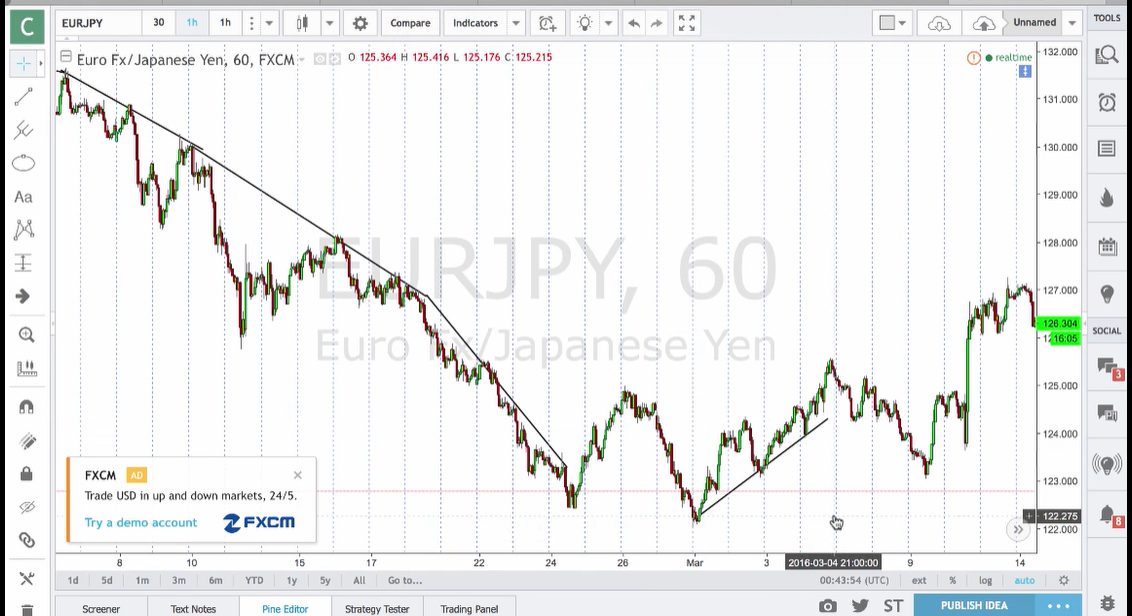 C EURJPY 30 1h 1h Compare Indicators Unnamed TOOLS
Euro Fx/Japanese Yen, 60, FXCM O 125.364 H 125.416 L 125.176 C 125.215 realtime
132.000
131.000
130.000
129.000
128.000
127.000
126.304
16:05
125.000
124.000
123.000
122.275
122.000
EURJPY, 60
Euro Fx/Japanese Yen
Aa
SOCIAL
3
8
FXCM AD
Trade USD in up and down markets, 24/5.
Try a demo account FXCM
8 10 15 17 22 24 26 Mar 3 2016-03-04 21:00:00 9 14
1d 5d 1m 3m 6m YTD 1y 5y All Go to... 00:43:54 (UTC) ext % log auto
Screener Text Notes Pine Editor Strategy Tester Trading Panel ST PUBLISH IDEA